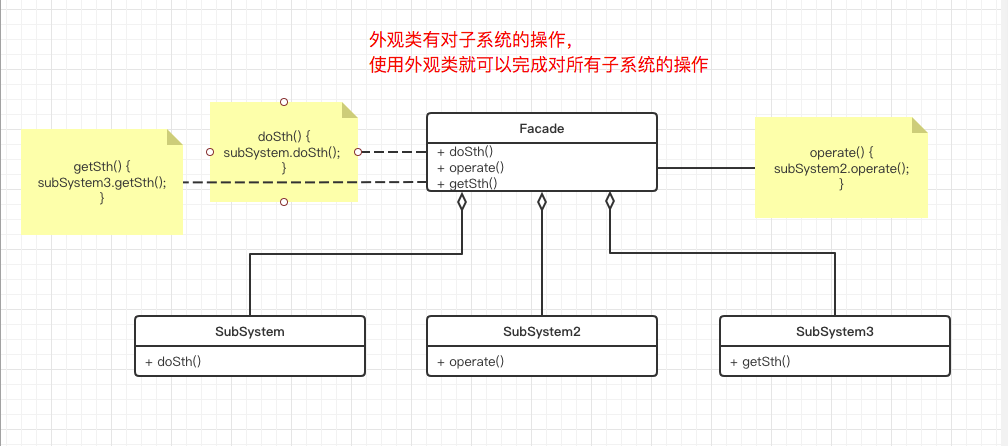 外观类有对子系统的操作，
使用外观类就可以完成对所有子系统的操作
getSth() {
subSystem3.getSth();
}
doSth() {
subSystem.doSth();
}
Facade
+ doSth()
+ operate()
+ getSth()
operate() {
subSystem2.operate();
}
SubSystem
+ doSth()
SubSystem2
+ operate()
SubSystem3
+ getSth()